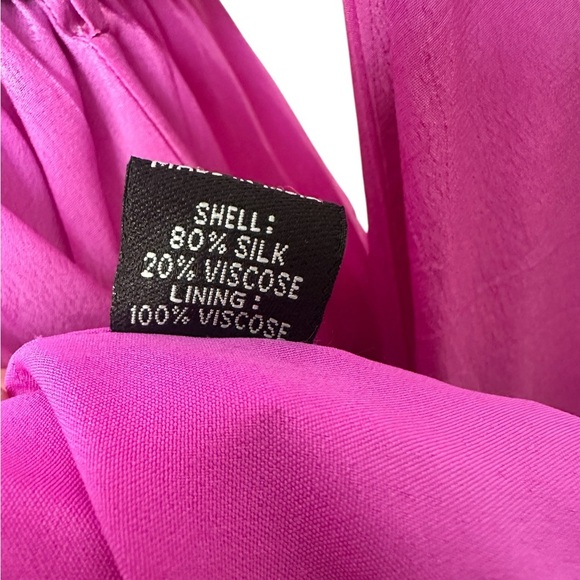 SHELL:
80% SILK
20% VISCOSE
LINING:
100% VISCOSE